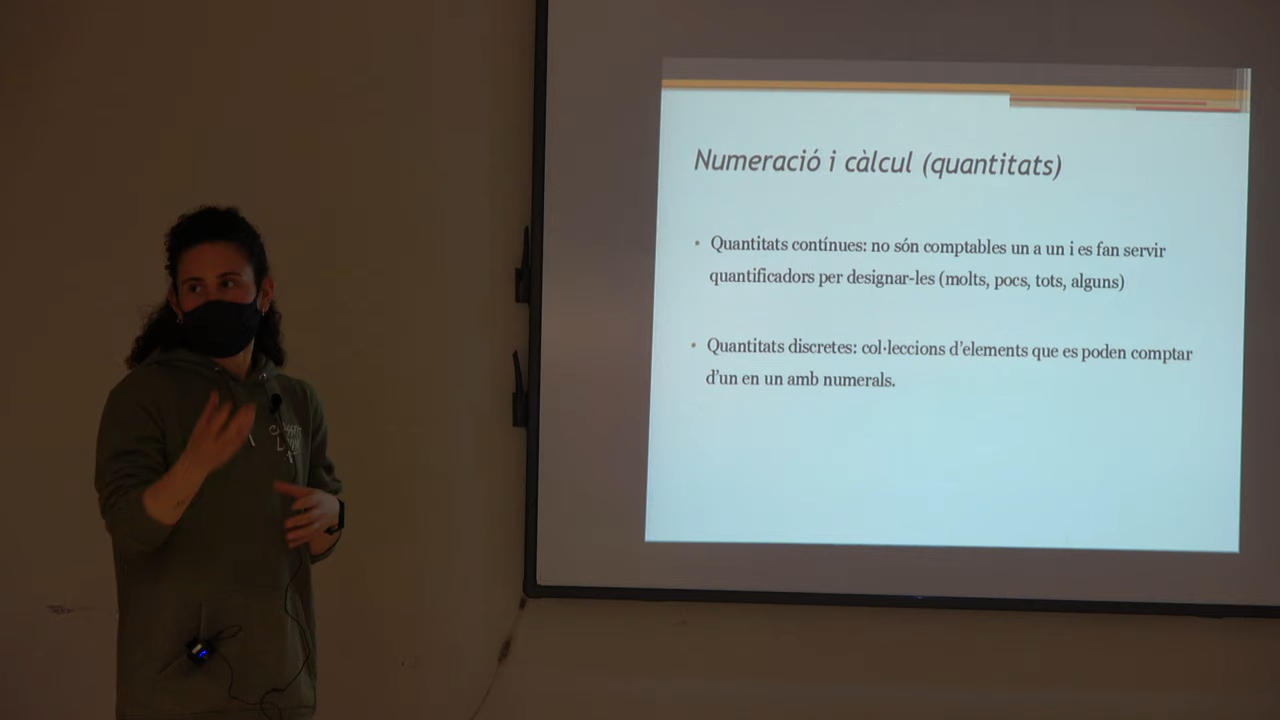 Numeració i càlcul (quantitats)
• Quantitats contínues: no són comptables un a un i es fan servir
quantificadors per designar-les (molts, pocs, tots, alguns)
• Quantitats discretes: col·leccions d’elements que es poden comptar
d’un en un amb numerals.